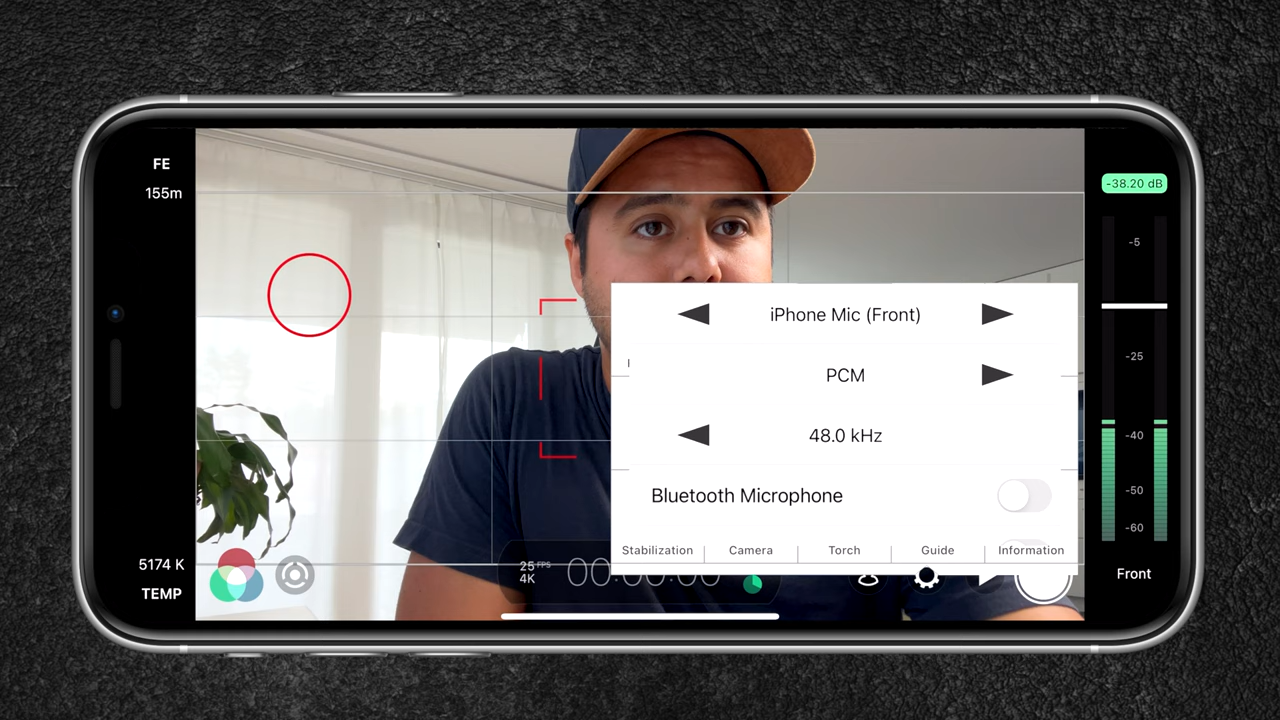 FE
155m
5174 K
TEMP
25 FPS
4K
iPhone Mic (Front)
PCM
48.0 kHz
Bluetooth Microphone
Stabilization
Camera
Torch
Guide
Information
-38.20 dB
-5
-25
-40
-50
-60
Front